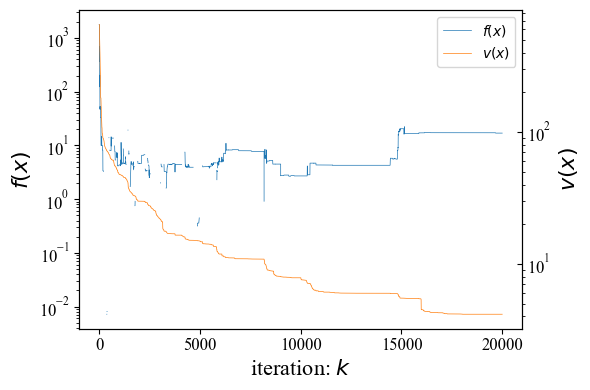 f(x)
v(x)
10³
10²
10¹
10⁰
10⁻¹
10⁻²
f(x)
10²
10¹
v(x)
0 5000 10000 15000 20000
iteration: k